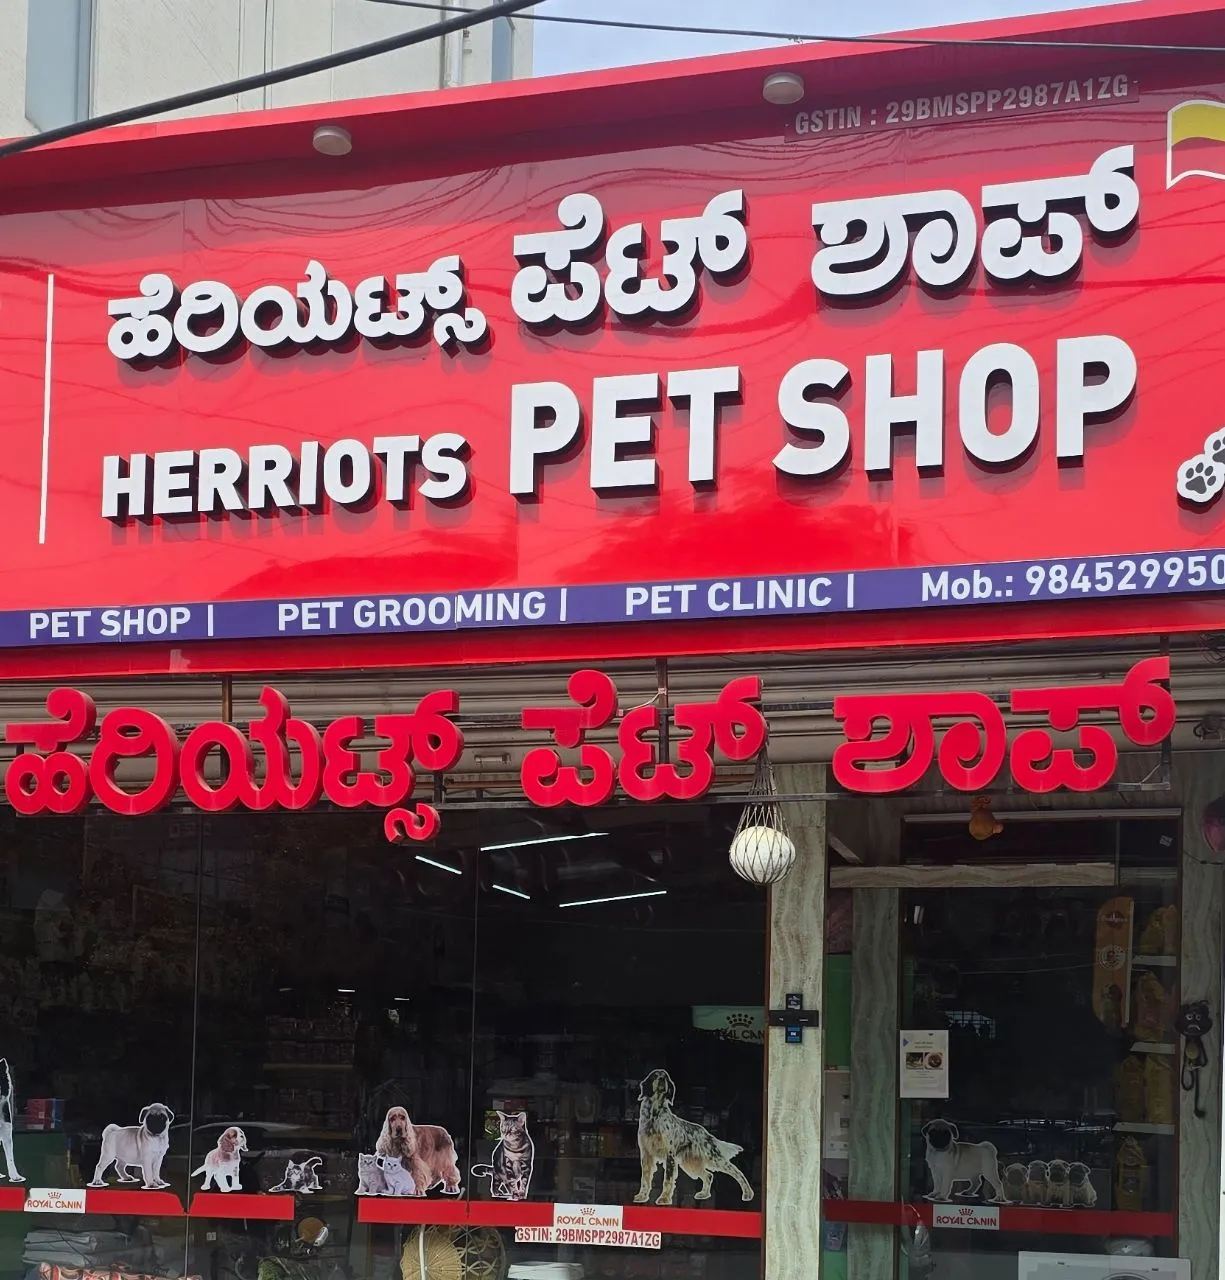 GSTIN : 29BMSPP2987A1ZG
ಹೆರಿಯಟ್ಸ್ ಪೆಟ್ ಶಾಪ್
HERRIOTS PET SHOP
PET SHOP | PET GROOMING | PET CLINIC | Mob.: 984529950
ಹೆರಿಯಟ್ಸ್ ಪೆಟ್ ಶಾಪ್
ROYAL CANIN
ROYAL CANIN
ROYAL CANIN
ROYAL CANIN
GSTIN: 29BMSPP2987A1ZG